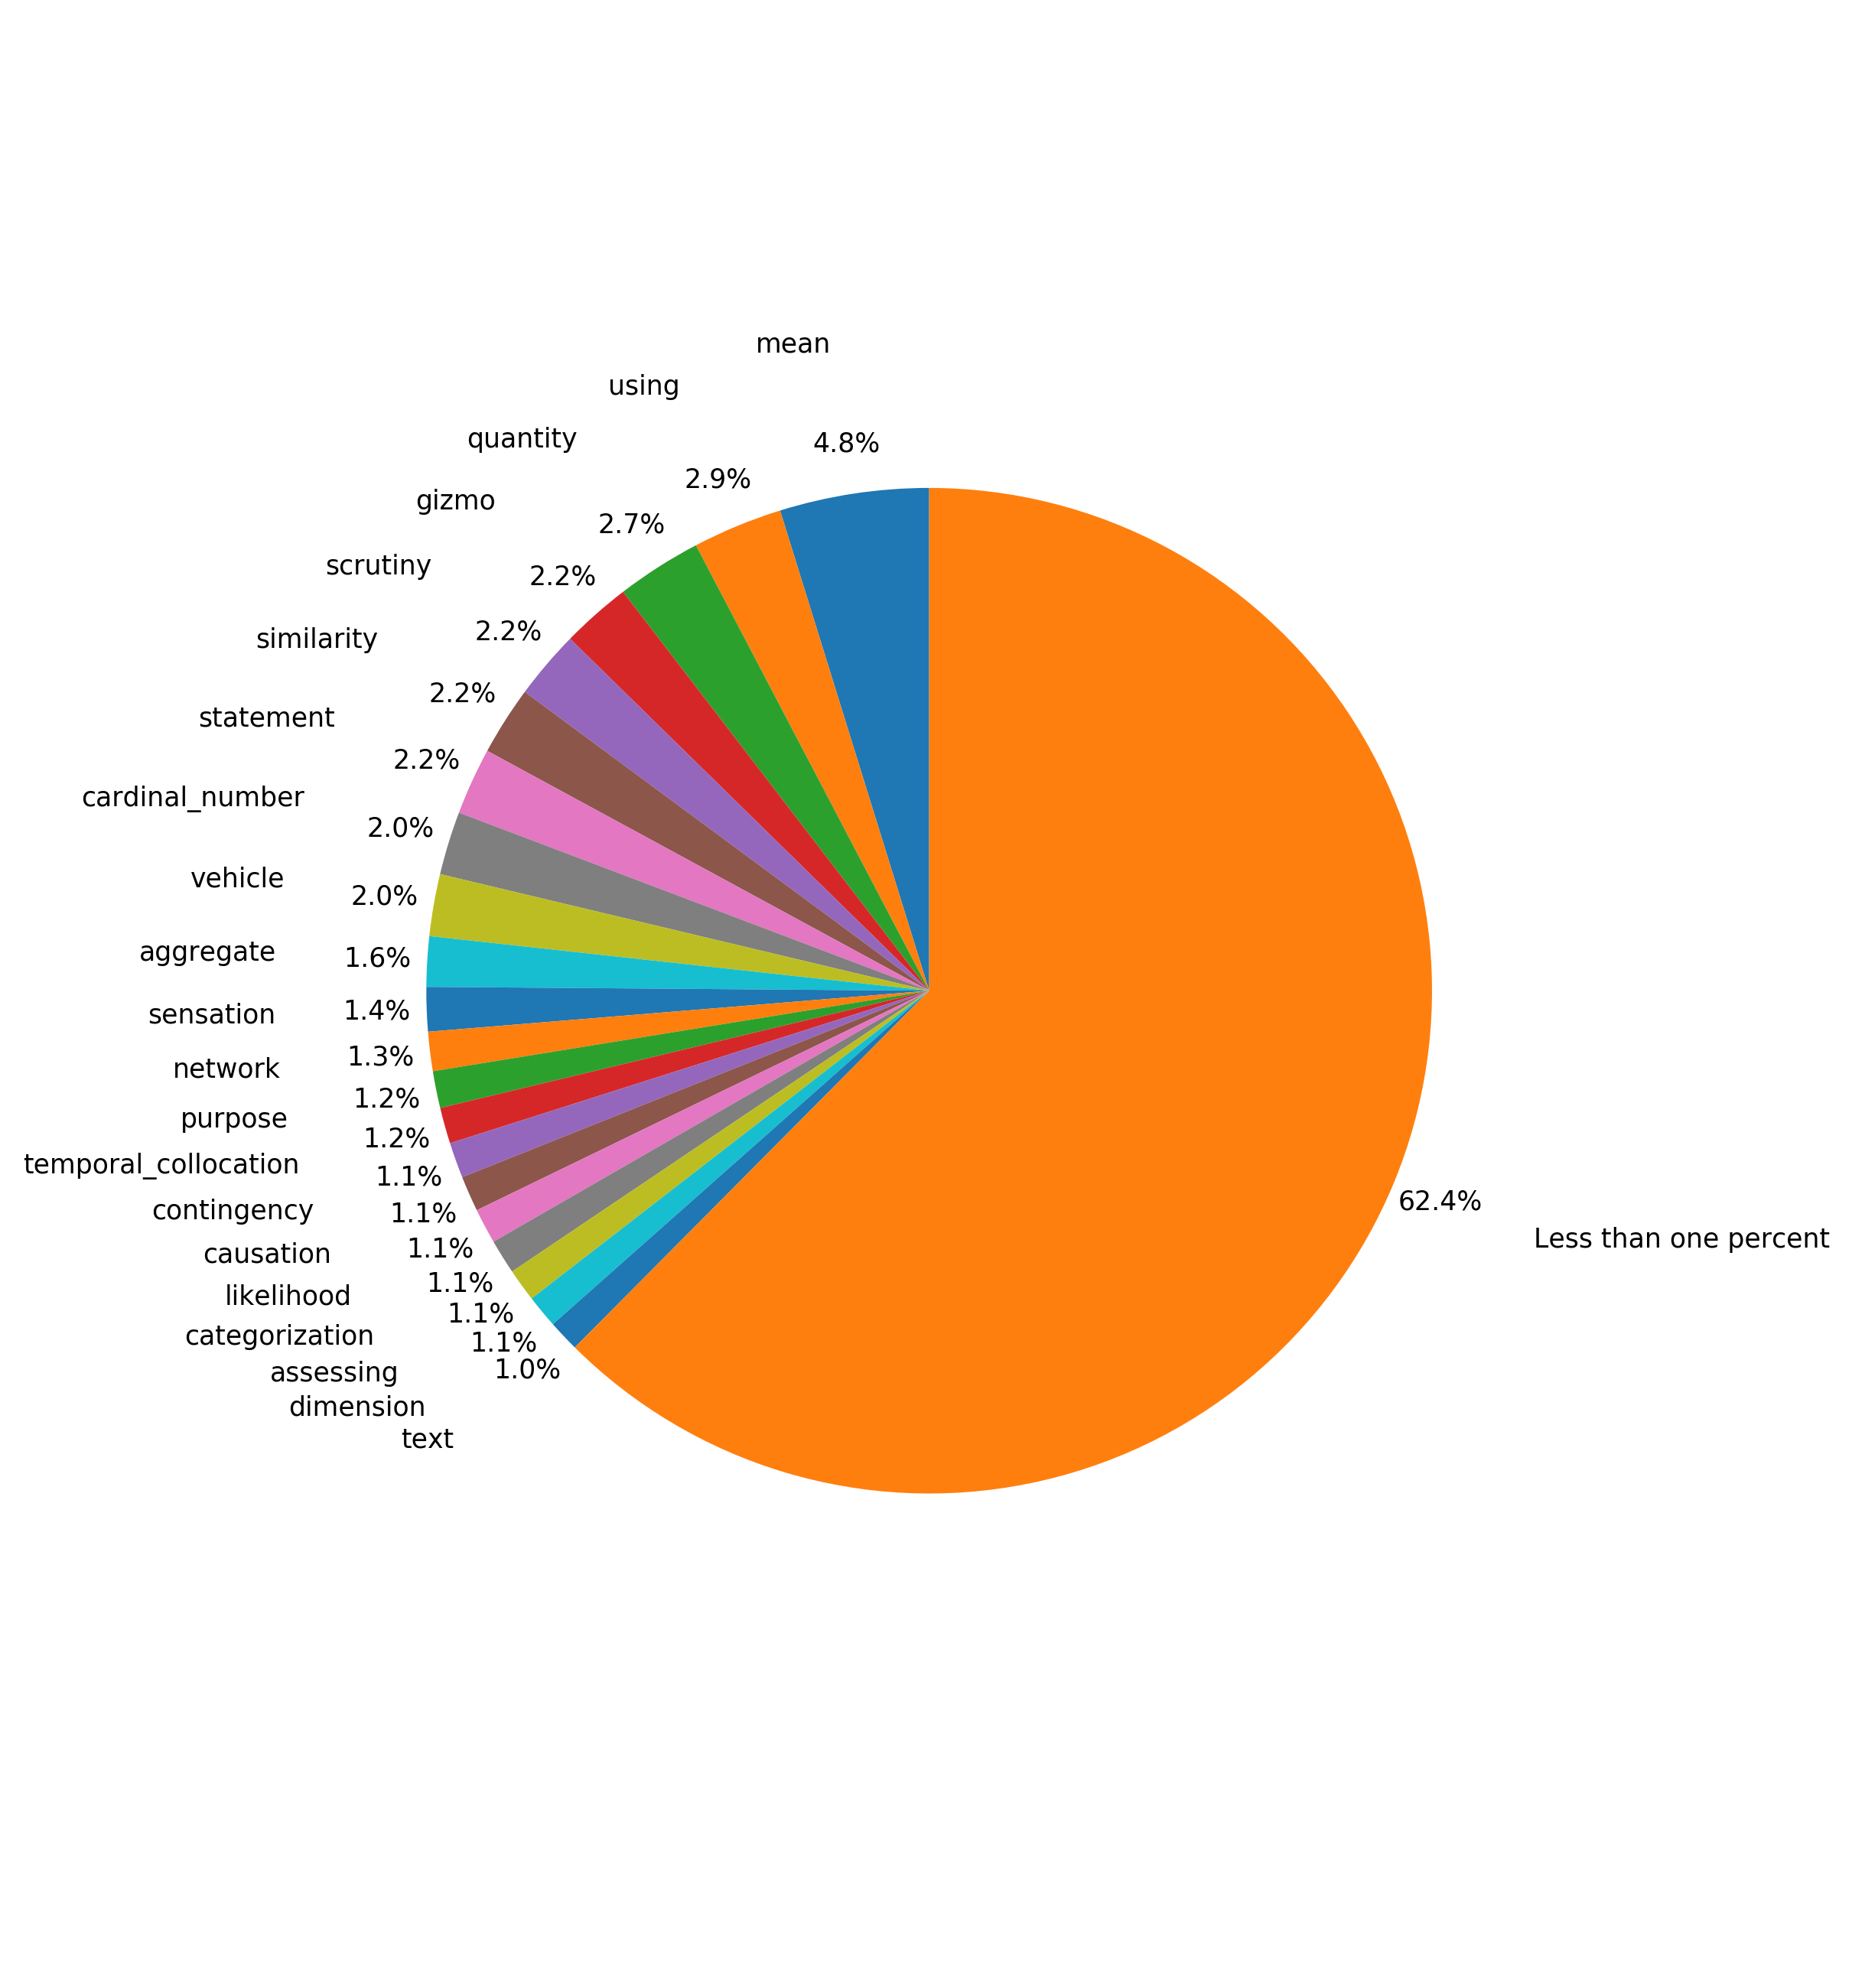 mean
4.8%
using
2.9%
quantity
2.7%
gizmo
2.2%
scrutiny
2.2%
similarity
2.2%
statement
2.2%
cardinal_number
2.0%
vehicle
2.0%
aggregate
1.6%
sensation
1.4%
network
1.3%
purpose
1.2%
temporal_collocation
1.2%
contingency
1.1%
causation
1.1%
likelihood
1.1%
categorization
1.1%
assessing
1.1%
dimension
1.1%
text
1.0%
62.4%
Less than one percent